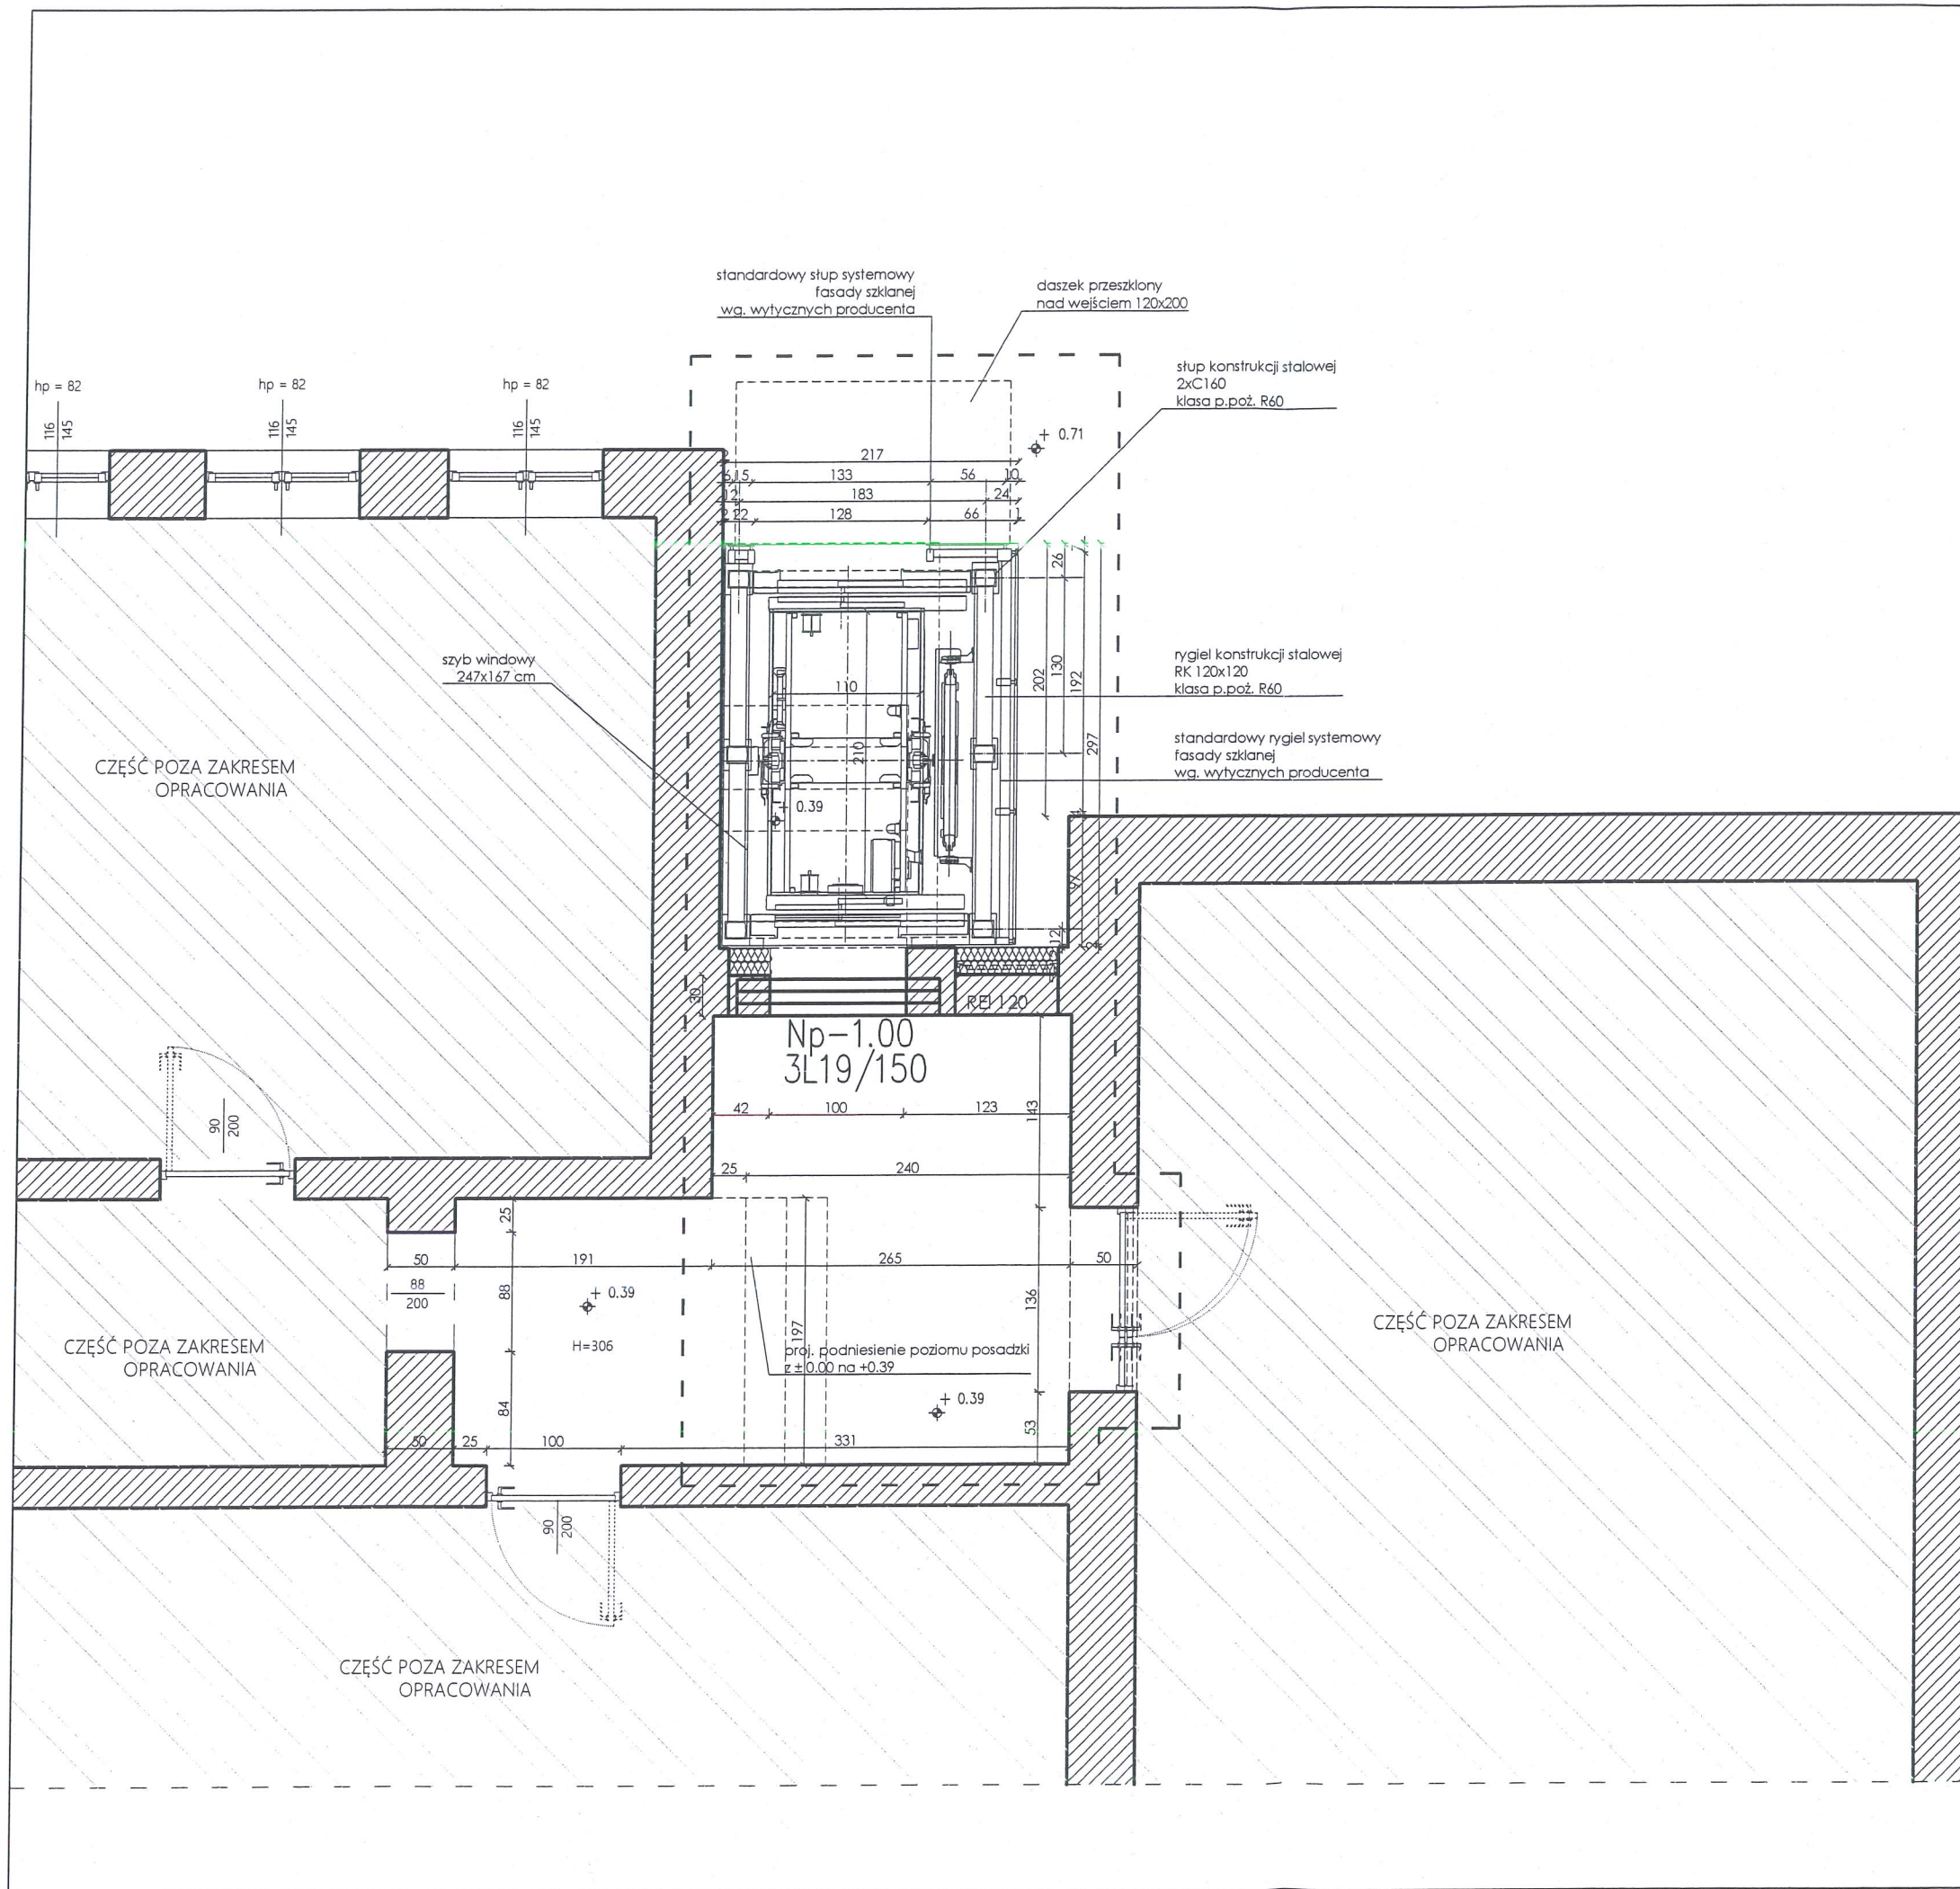 standardowy słup systemowy
fasady szklanej
wg. wytycznych producenta
daszek przeszklony
nad wejściem 120x200
słup konstrukcji stalowej
2xC160
klasa p.poż. R60
hp = 82
116
145
hp = 82
116
145
hp = 82
116
145
+ 0.71
217
133
56
10
12
183
24
22
128
66
1
26
7
202
130
192
297
97
12
szyb windowy
247x167 cm
110
210
+ 0.39
rygiel konstrukcji stalowej
RK 120x120
klasa p.poż. R60
standardowy rygiel systemowy
fasady szklanej
wg. wytycznych producenta
CZĘŚĆ POZA ZAKRESEM
OPRACOWANIA
30
REI 120
Np-1.00
3L19/150
42
100
123
143
25
240
90
200
25
50
191
265
50
88
200
88
+ 0.39
H=306
136
197
proj. podniesienie poziomu posadzki
z ±0.00 na +0.39
+ 0.39
CZĘŚĆ POZA ZAKRESEM
OPRACOWANIA
CZĘŚĆ POZA ZAKRESEM
OPRACOWANIA
84
53
50
25
100
331
90
200
CZĘŚĆ POZA ZAKRESEM
OPRACOWANIA